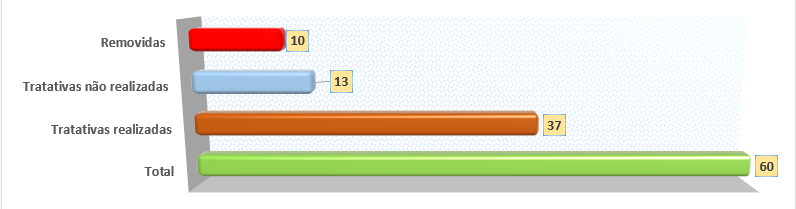 Removidas 10
Tratativas não realizadas 13
Tratativas realizadas 37
Total 60